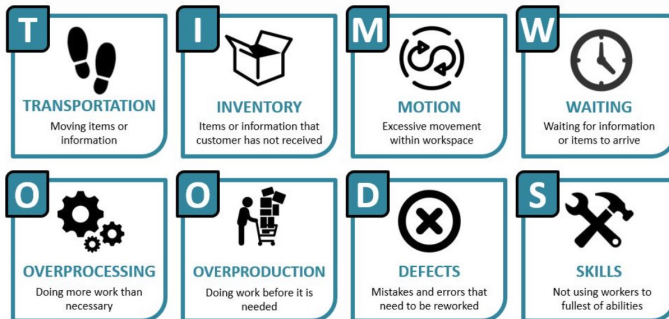 T
TRANSPORTATION
Moving items or
information
I
INVENTORY
Items or information that
customer has not received
M
MOTION
Excessive movement
within workspace
W
WAITING
Waiting for information
or items to arrive
O
OVERPROCESSING
Doing more work than
necessary
O
OVERPRODUCTION
Doing work before it is
needed
D
DEFECTS
Mistakes and errors that
need to be reworked
S
SKILLS
Not using workers to
fullest of abilities